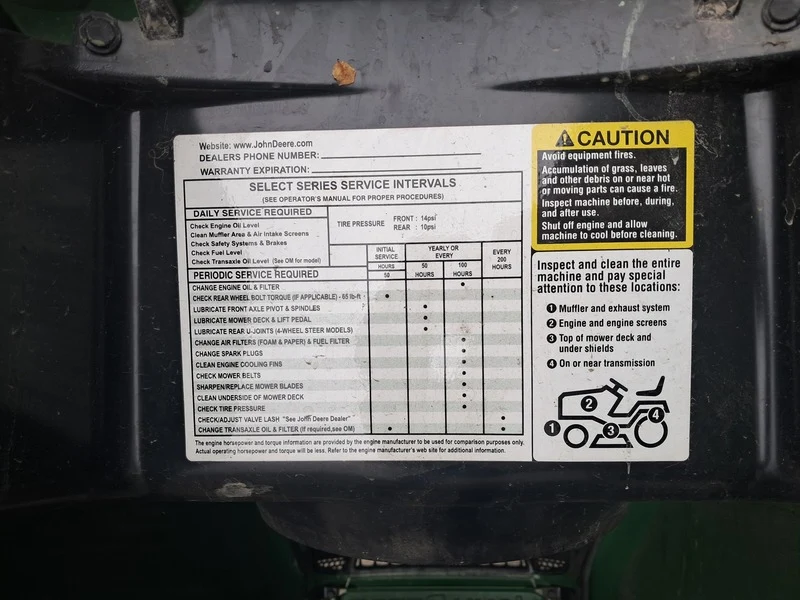 Website: www.JohnDeere.com
DEALERS PHONE NUMBER:
WARRANTY EXPIRATION:
SELECT SERIES SERVICE INTERVALS
(SEE OPERATOR'S MANUAL FOR PROPER PROCEDURES)
DAILY SERVICE REQUIRED
Check Engine Oil Level
Clean Muffler Area & Air Intake Screens
Check Safety Systems & Brakes
Check Fuel Level
Check Transaxle Oil Level (See OM for model)
TIRE PRESSURE
FRONT : 14psi
REAR : 10psi
INITIAL SERVICE
YEARLY OR EVERY
EVERY 200 HOURS
HOURS
50
50 HOURS
100 HOURS
PERIODIC SERVICE REQUIRED
CHANGE ENGINE OIL & FILTER •
CHECK REAR WHEEL BOLT TORQUE (IF APPLICABLE) - 65 lb-ft •
LUBRICATE FRONT AXLE PIVOT & SPINDLES •
LUBRICATE MOWER DECK & LIFT PEDAL •
LUBRICATE REAR U-JOINTS (4-WHEEL STEER MODELS) •
CHANGE AIR FILTERS (FOAM & PAPER) & FUEL FILTER •
CHANGE SPARK PLUGS •
CLEAN ENGINE COOLING FINS •
CHECK MOWER BELTS •
SHARPEN/REPLACE MOWER BLADES •
CLEAN UNDERSIDE OF MOWER DECK •
CHECK TIRE PRESSURE •
CHECK/ADJUST VALVE LASH "See John Deere Dealer" •
CHANGE TRANSAXLE OIL & FILTER (If required,see OM) • •
The engine horsepower and torque information are provided by the engine manufacturer to be used for comparison purposes only.
Actual operating horsepower and torque will be less. Refer to the engine manufacturer's web site for additional information.
CAUTION
Avoid equipment fires.
Accumulation of grass, leaves
and other debris on or near hot
or moving parts can cause a fire.
Inspect machine before, during,
and after use.
Shut off engine and allow
machine to cool before cleaning.
Inspect and clean the entire
machine and pay special
attention to these locations:
1 Muffler and exhaust system
2 Engine and engine screens
3 Top of mower deck and
under shields
4 On or near transmission
1
2
3
4